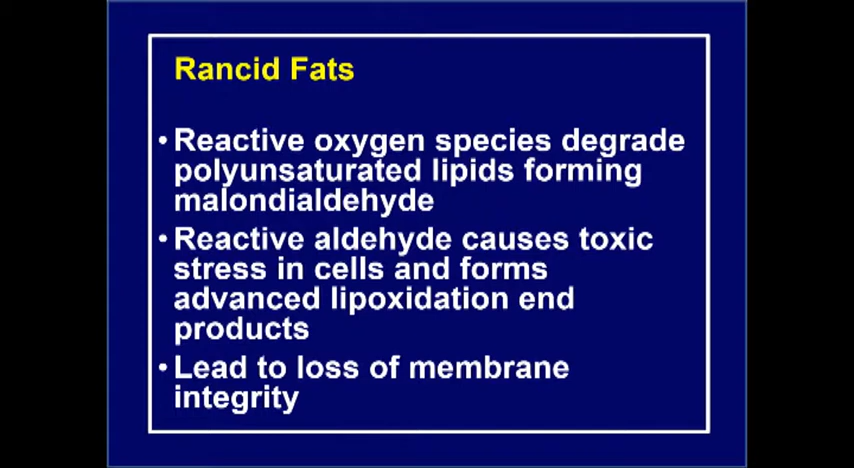 Rancid Fats
• Reactive oxygen species degrade
polyunsaturated lipids forming
malondialdehyde
• Reactive aldehyde causes toxic
stress in cells and forms
advanced lipoxidation end
products
• Lead to loss of membrane
integrity